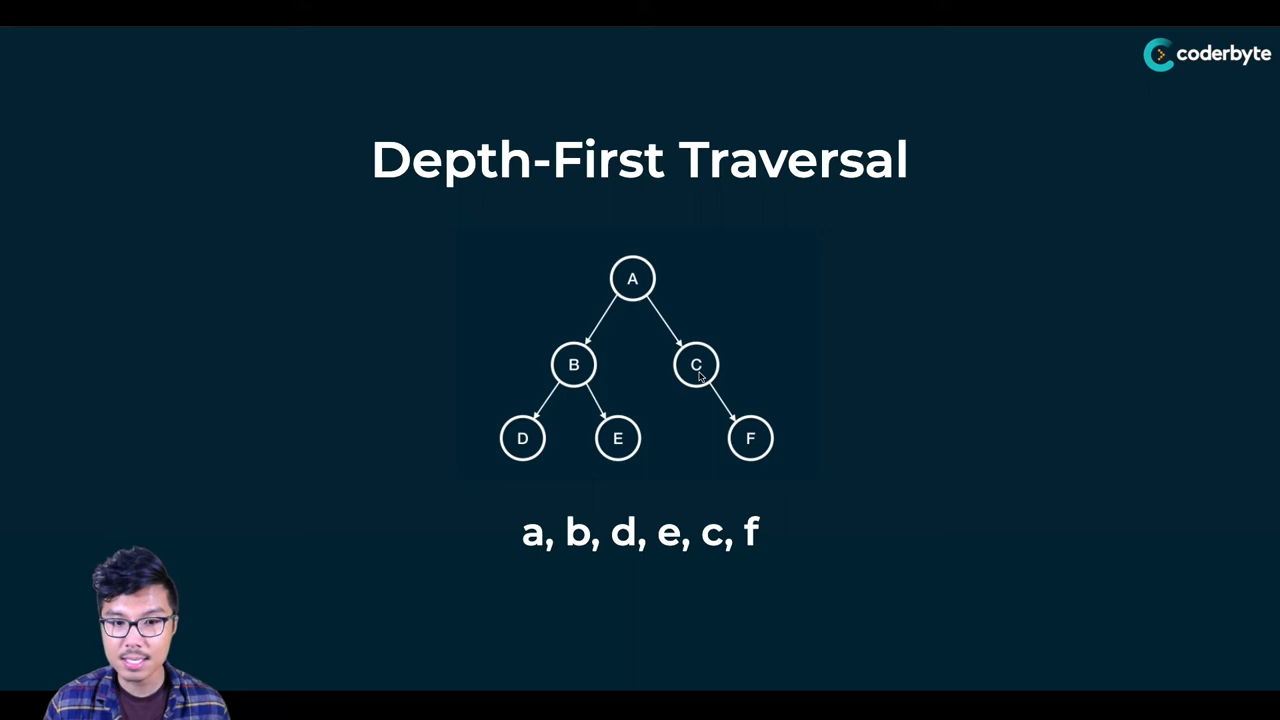 coderbyte
Depth-First Traversal
A
B
C
D
E
F
a, b, d, e, c, f